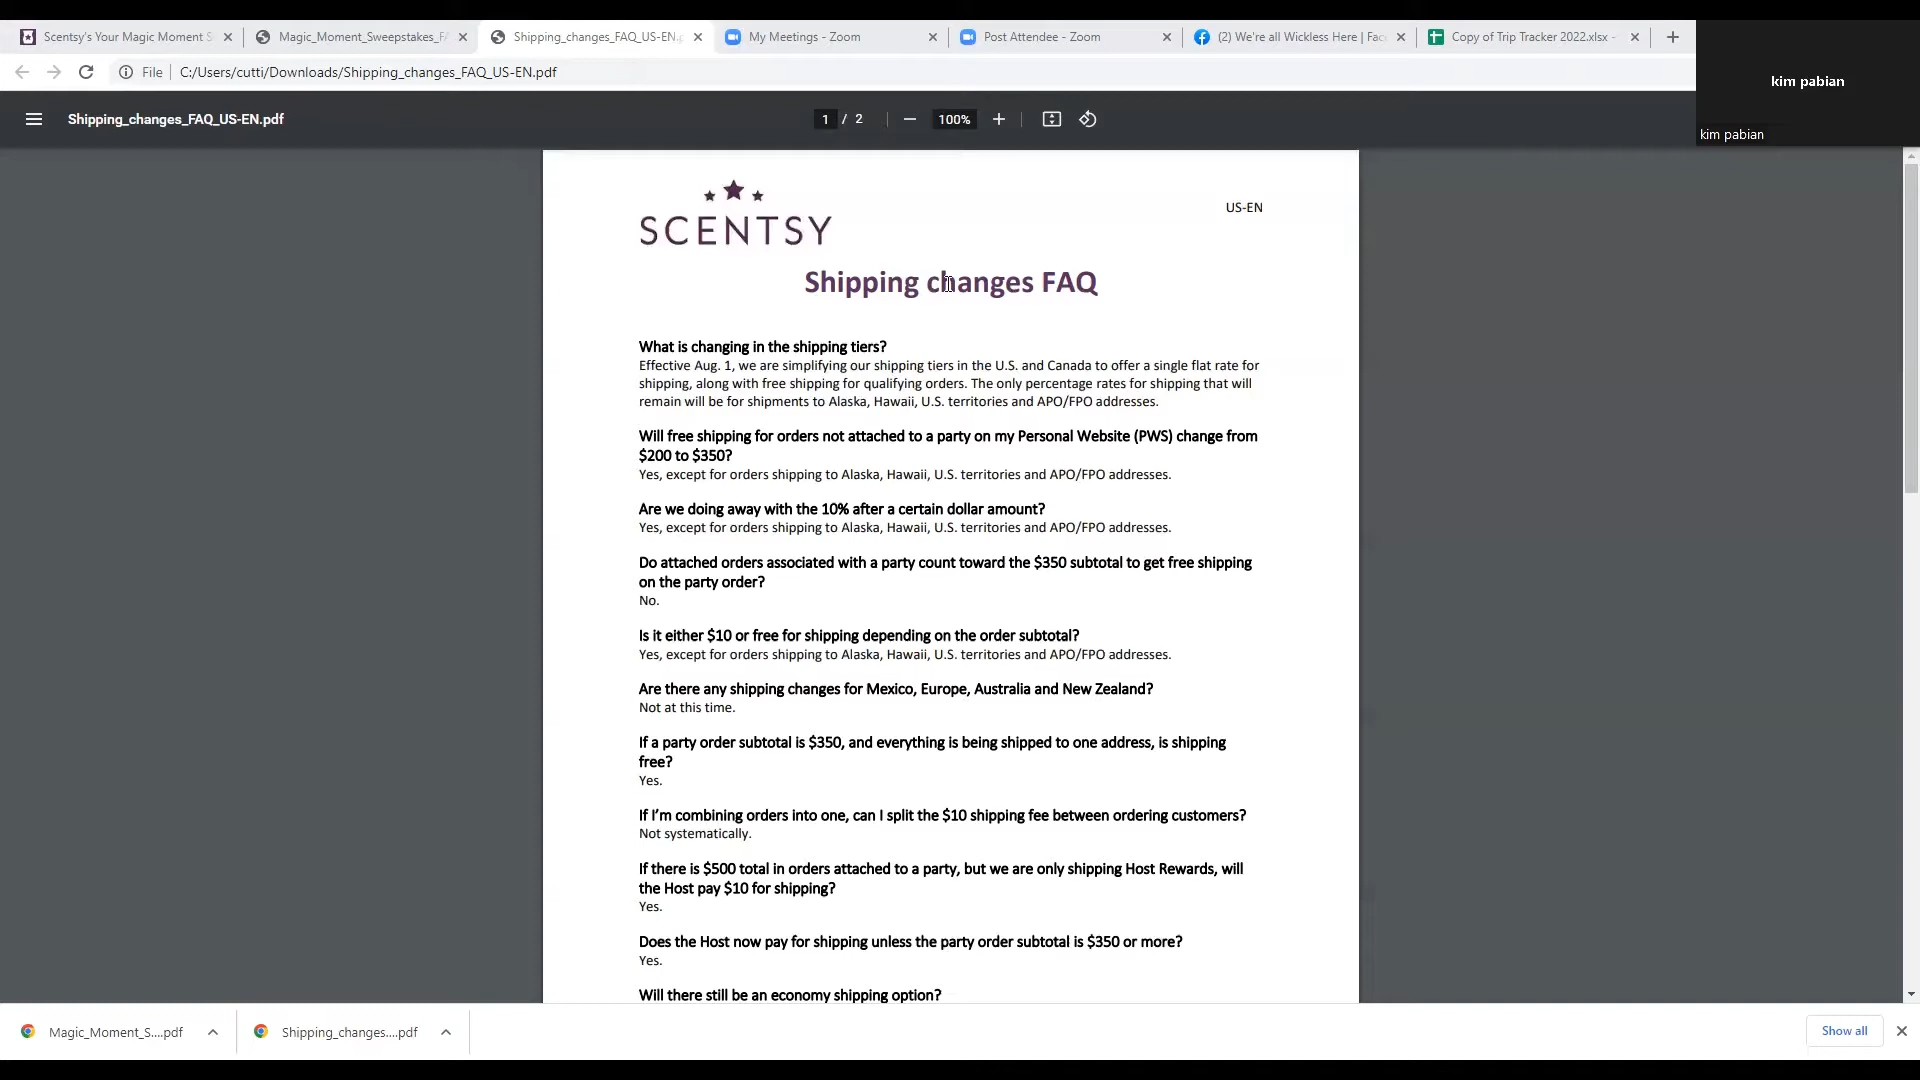 Scentsy's Your Magic Moment S
Magic_Moment_Sweepstakes_FA
Shipping_changes_FAQ_US-EN.p
My Meetings - Zoom
Post Attendee - Zoom
(2) We're all Wickless Here | Fac
Copy of Trip Tracker 2022.xlsx -
kim pabian
File
C:/Users/cutti/Downloads/Shipping_changes_FAQ_US-EN.pdf
Shipping_changes_FAQ_US-EN.pdf
1 / 2
100%
kim pabian
SCENTSY
US-EN
Shipping changes FAQ
What is changing in the shipping tiers?
Effective Aug. 1, we are simplifying our shipping tiers in the U.S. and Canada to offer a single flat rate for
shipping, along with free shipping for qualifying orders. The only percentage rates for shipping that will
remain will be for shipments to Alaska, Hawaii, U.S. territories and APO/FPO addresses.
Will free shipping for orders not attached to a party on my Personal Website (PWS) change from
$200 to $350?
Yes, except for orders shipping to Alaska, Hawaii, U.S. territories and APO/FPO addresses.
Are we doing away with the 10% after a certain dollar amount?
Yes, except for orders shipping to Alaska, Hawaii, U.S. territories and APO/FPO addresses.
Do attached orders associated with a party count toward the $350 subtotal to get free shipping
on the party order?
No.
Is it either $10 or free for shipping depending on the order subtotal?
Yes, except for orders shipping to Alaska, Hawaii, U.S. territories and APO/FPO addresses.
Are there any shipping changes for Mexico, Europe, Australia and New Zealand?
Not at this time.
If a party order subtotal is $350, and everything is being shipped to one address, is shipping
free?
Yes.
If I’m combining orders into one, can I split the $10 shipping fee between ordering customers?
Not systematically.
If there is $500 total in orders attached to a party, but we are only shipping Host Rewards, will
the Host pay $10 for shipping?
Yes.
Does the Host now pay for shipping unless the party order subtotal is $350 or more?
Yes.
Will there still be an economy shipping option?
Magic_Moment_S....pdf
Shipping_changes....pdf
Show all